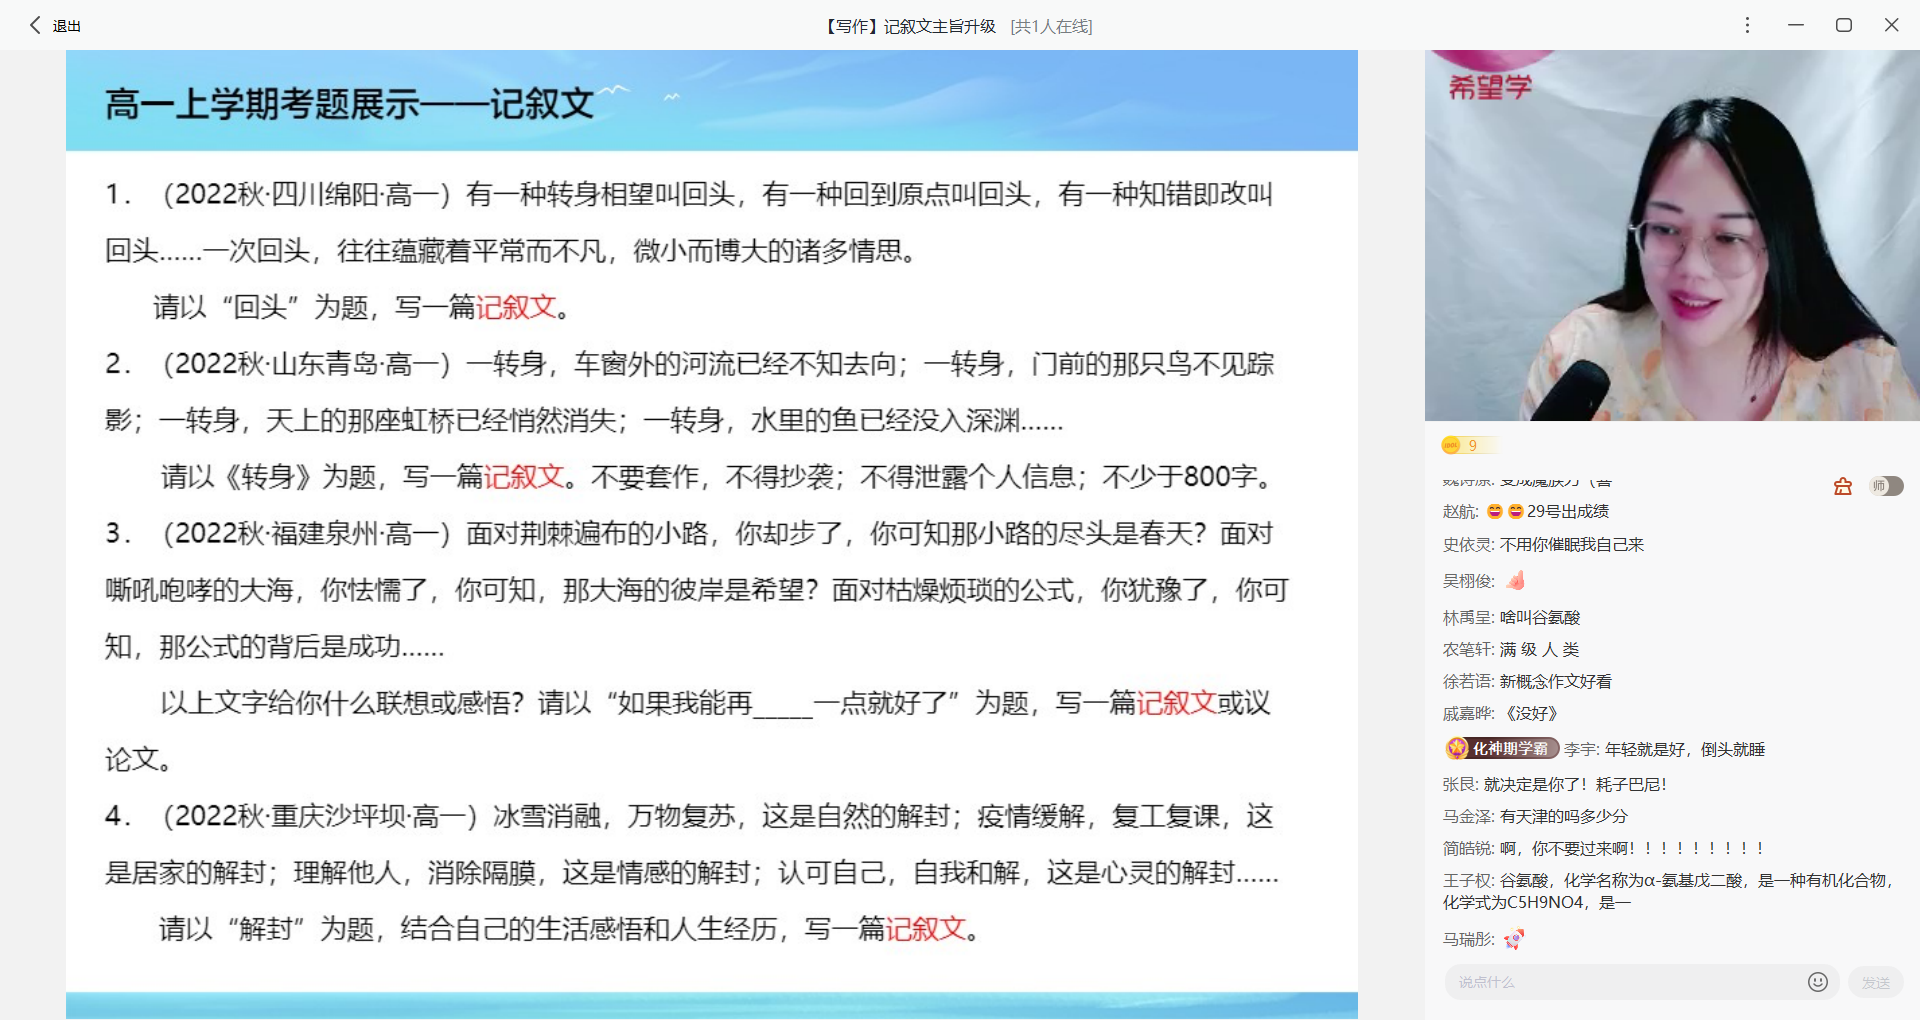 退出
【写作】记叙文主旨升级 [共1人在线]
高一上学期考题展示——记叙文
1. （2022秋·四川绵阳·高一）有一种转身相望叫回头，有一种回到原点叫回头，有一种知错即改叫
回头……一次回头，往往蕴藏着平常而不凡，微小而博大的诸多情思。
请以“回头”为题，写一篇记叙文。
2. （2022秋·山东青岛·高一）一转身，车窗外的河流已经不知去向；一转身，门前的那只鸟不见踪
影；一转身，天上的那座虹桥已经悄然消失；一转身，水里的鱼已经没入深渊……
请以《转身》为题，写一篇记叙文。不要套作，不得抄袭；不得泄露个人信息；不少于800字。
3. （2022秋·福建泉州·高一）面对荆棘遍布的小路，你却步了，你可知那小路的尽头是春天？面对
嘶吼咆哮的大海，你怯懦了，你可知，那大海的彼岸是希望？面对枯燥烦琐的公式，你犹豫了，你可
知，那公式的背后是成功……
以上文字给你什么联想或感悟？请以“如果我能再_____一点就好了”为题，写一篇记叙文或议
论文。
4. （2022秋·重庆沙坪坝·高一）冰雪消融，万物复苏，这是自然的解封；疫情缓解，复工复课，这
是居家的解封；理解他人，消除隔膜，这是情感的解封；认可自己，自我和解，这是心灵的解封……
请以“解封”为题，结合自己的生活感悟和人生经历，写一篇记叙文。
希望学
9
师
赵航: 29号出成绩
史依灵: 不用你催眠我自己来
吴栩俊:
林禹呈: 啥叫谷氨酸
农笔轩: 满 级 人 类
徐若语: 新概念作文好看
戚嘉晔: 《没好》
化神期学霸 李宇: 年轻就是好，倒头就睡
张艮: 就决定是你了！耗子巴尼！
马金泽: 有天津的吗多少分
简皓锐: 啊，你不要过来啊！！！！！！！！！
王子权: 谷氨酸，化学名称为α-氨基戊二酸，是一种有机化合物，
化学式为C5H9NO4，是一
马瑞彤:
说点什么
发送